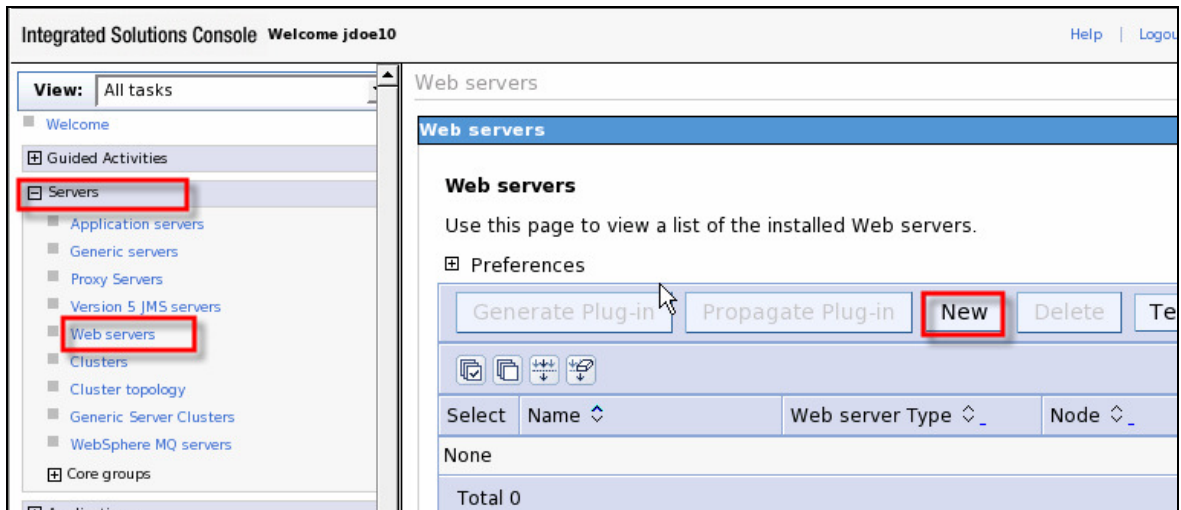 Integrated Solutions Console Welcome jdoe10
Help | Logou
View: All tasks
Welcome
Guided Activities
Servers
Application servers
Generic servers
Proxy Servers
Version 5 JMS servers
Web servers
Clusters
Cluster topology
Generic Server Clusters
WebSphere MQ servers
Core groups
Web servers
Web servers
Web servers
Use this page to view a list of the installed Web servers.
Preferences
Generate Plug-in Propagate Plug-in New Delete Te
Select Name Web server Type Node
None
Total 0